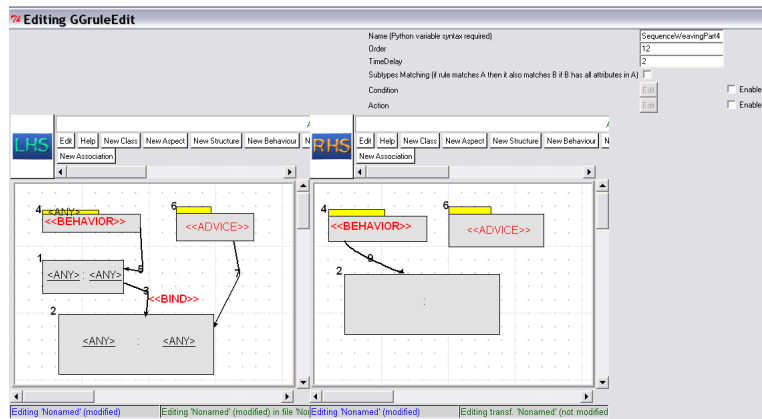 Editing GGruleEdit
Name (Python variable syntax required) SequenceWeavingPart4
Order 12
TimeDelay 2
Subtypes Matching (if rule matches A then it also matches B if B has all attributes in A)
Condition Edit Enable
Action Edit Enable
LHS
A
Edit Help New Class New Aspect New Structure New Behaviour N
New Association
4
<ANY>
<<BEHAVIOR>>
6
<<ADVICE>>
1
<ANY> : <ANY>
5
7
3
<<BIND>>
2
<ANY> : <ANY>
Editing 'Nonamed' (modified) Editing 'Nonamed' (modified) in file 'No
RHS
A
Edit Help New Class New Aspect New Structure New Behaviour N
New Association
4
<<BEHAVIOR>>
6
<<ADVICE>>
9
2
:
Editing 'Nonamed' (modified) Editing transf. 'Nonamed' (not modified